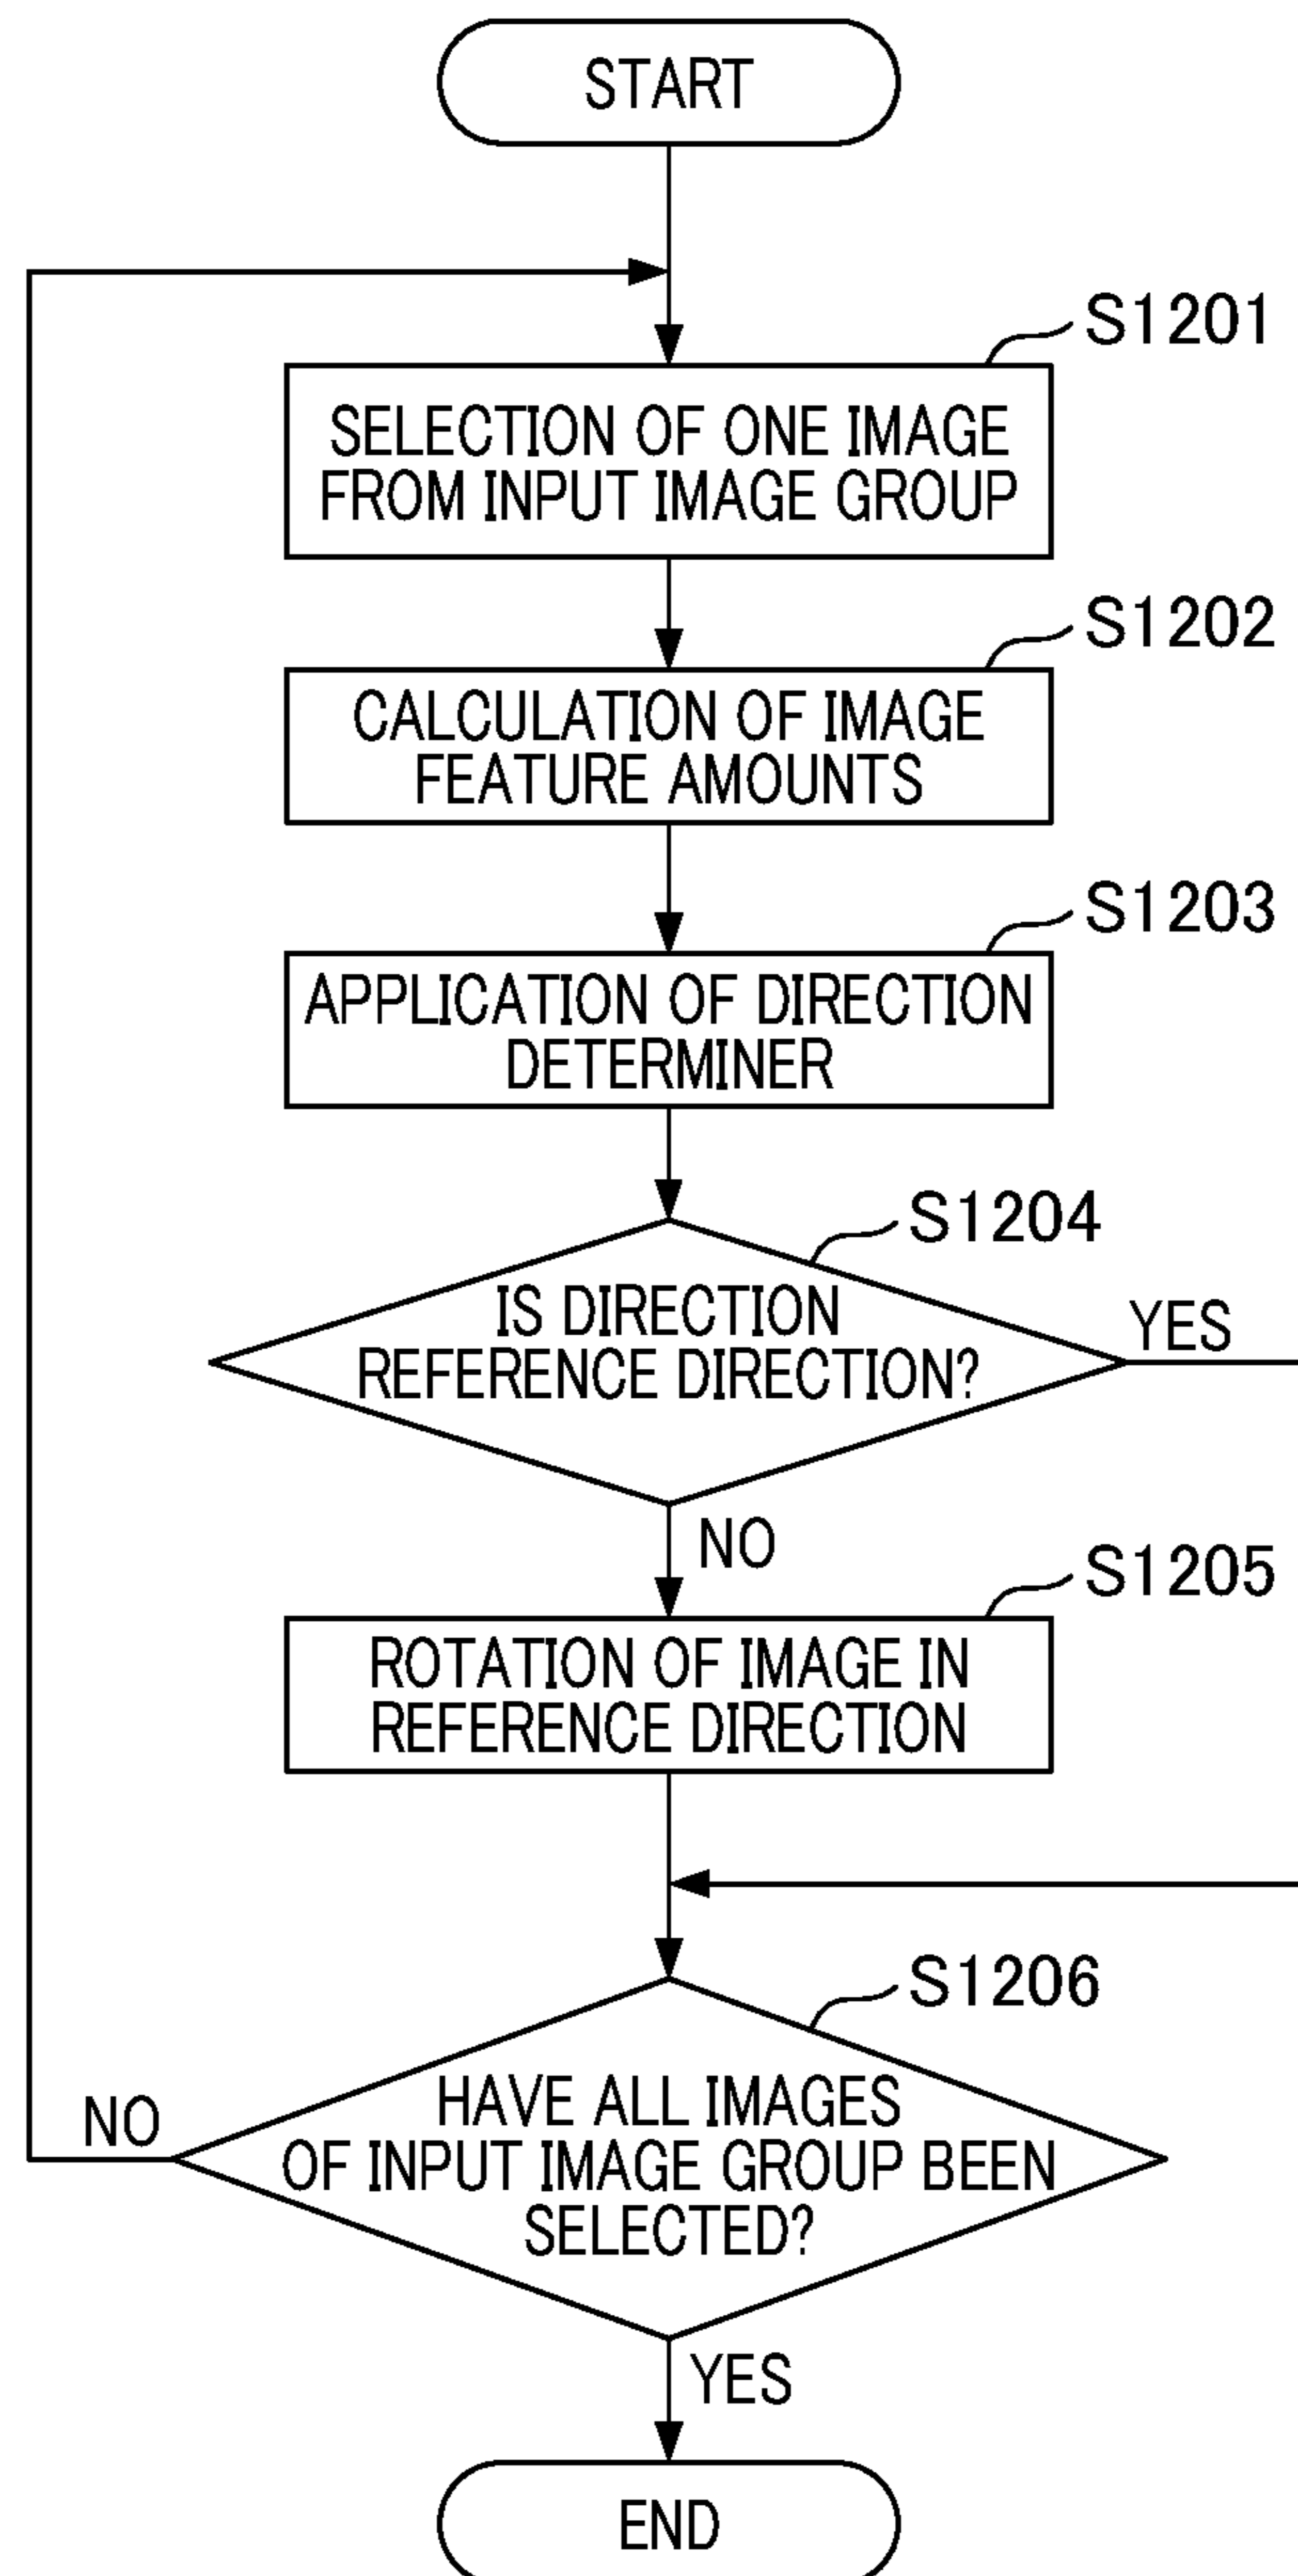 START
S1201
SELECTION OF ONE IMAGE
FROM INPUT IMAGE GROUP
S1202
CALCULATION OF IMAGE
FEATURE AMOUNTS
S1203
APPLICATION OF DIRECTION
DETERMINER
S1204
IS DIRECTION
REFERENCE DIRECTION?
YES
NO
S1205
ROTATION OF IMAGE IN
REFERENCE DIRECTION
S1206
HAVE ALL IMAGES
OF INPUT IMAGE GROUP BEEN
SELECTED?
NO
YES
END